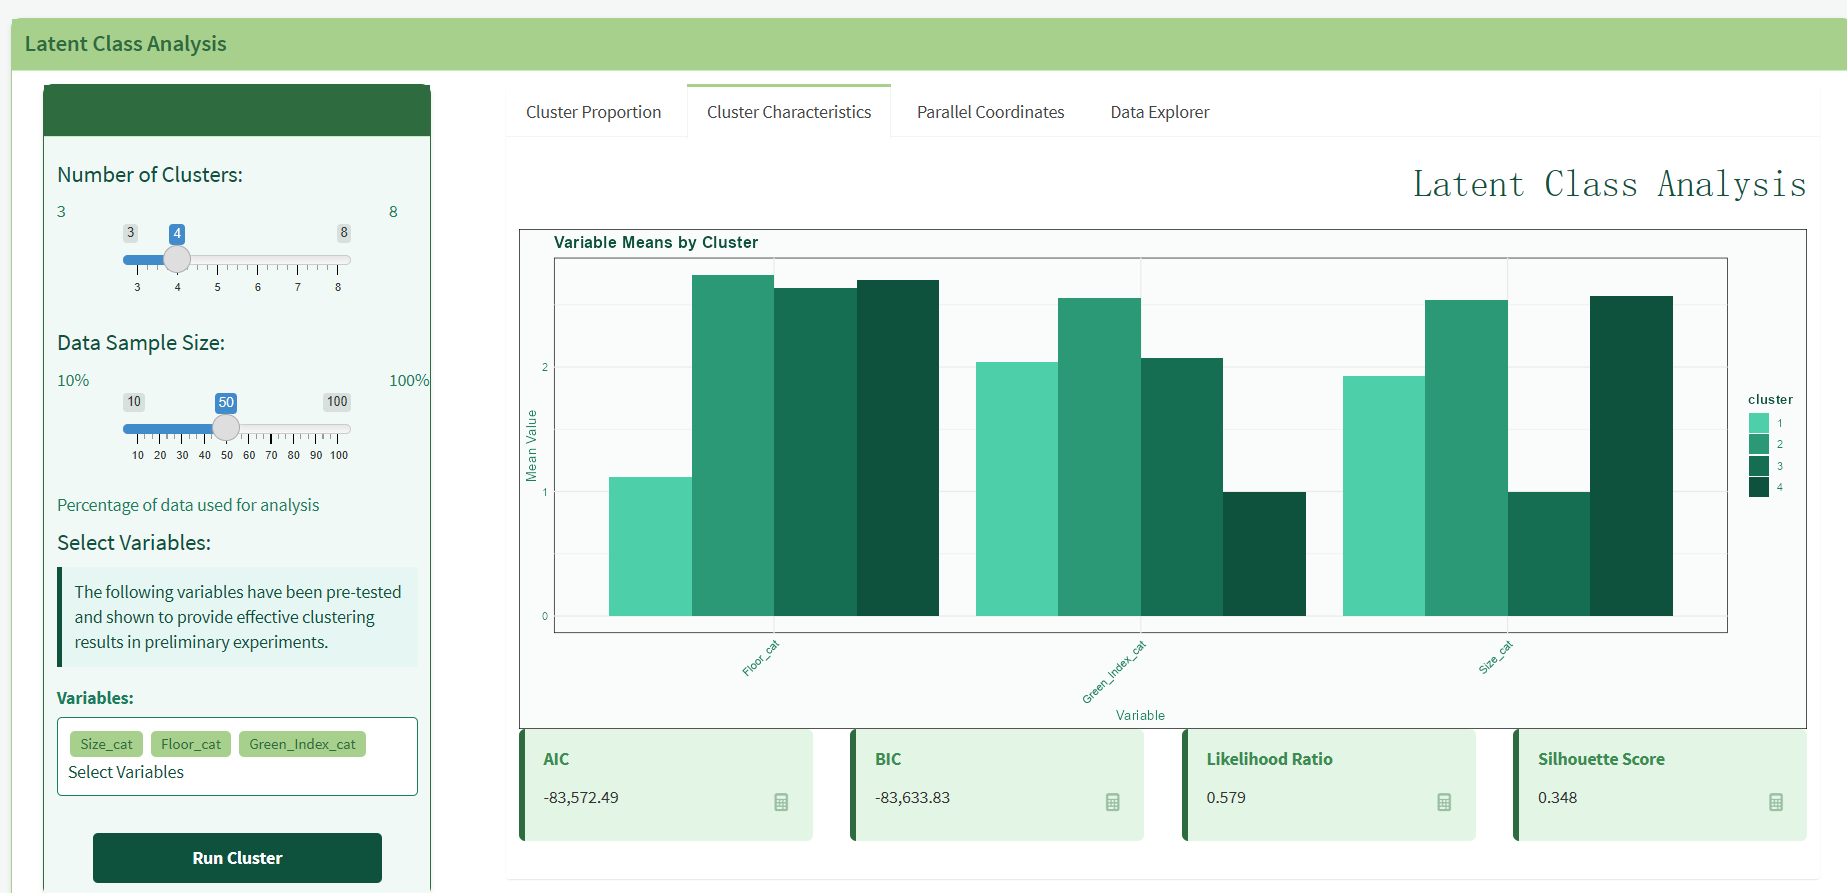 Latent Class Analysis
Number of Clusters:
3 8
3 4 8
3 4 5 6 7 8
Data Sample Size:
10% 100%
10 50 100
10 20 30 40 50 60 70 80 90 100
Percentage of data used for analysis
Select Variables:
The following variables have been pre-tested
and shown to provide effective clustering
results in preliminary experiments.
Variables:
Size_cat Floor_cat Green_Index_cat
Select Variables
Run Cluster
Cluster Proportion Cluster Characteristics Parallel Coordinates Data Explorer
Latent Class Analysis
Variable Means by Cluster
Mean Value
2
1
0
Floor_cat Green_Index_cat Size_cat
Variable
cluster
1
2
3
4
AIC
-83,572.49
BIC
-83,633.83
Likelihood Ratio
0.579
Silhouette Score
0.348